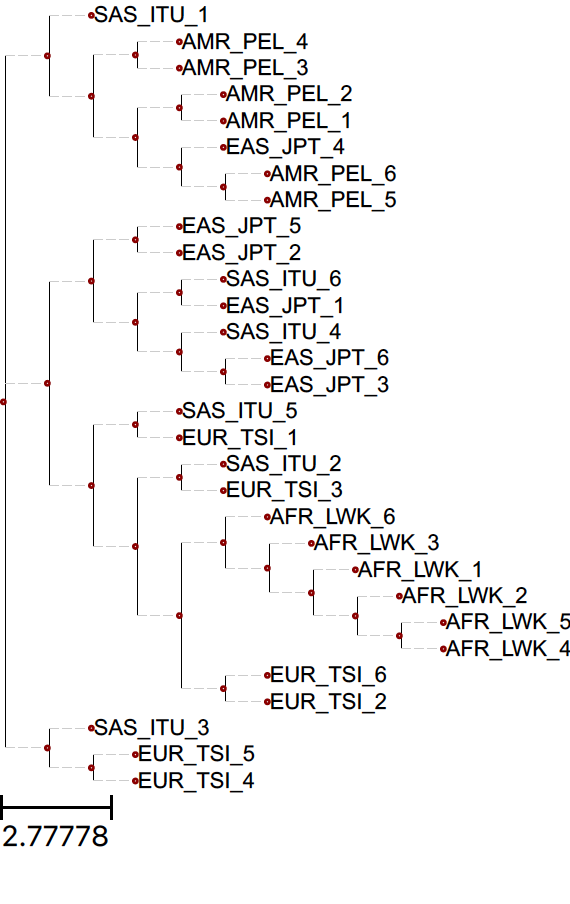 SAS_ITU_1
AMR_PEL_4
AMR_PEL_3
AMR_PEL_2
AMR_PEL_1
EAS_JPT_4
AMR_PEL_6
AMR_PEL_5
EAS_JPT_5
EAS_JPT_2
SAS_ITU_6
EAS_JPT_1
SAS_ITU_4
EAS_JPT_6
EAS_JPT_3
SAS_ITU_5
EUR_TSI_1
SAS_ITU_2
EUR_TSI_3
AFR_LWK_6
AFR_LWK_3
AFR_LWK_1
AFR_LWK_2
AFR_LWK_5
AFR_LWK_4
EUR_TSI_6
EUR_TSI_2
SAS_ITU_3
EUR_TSI_5
EUR_TSI_4
2.77778